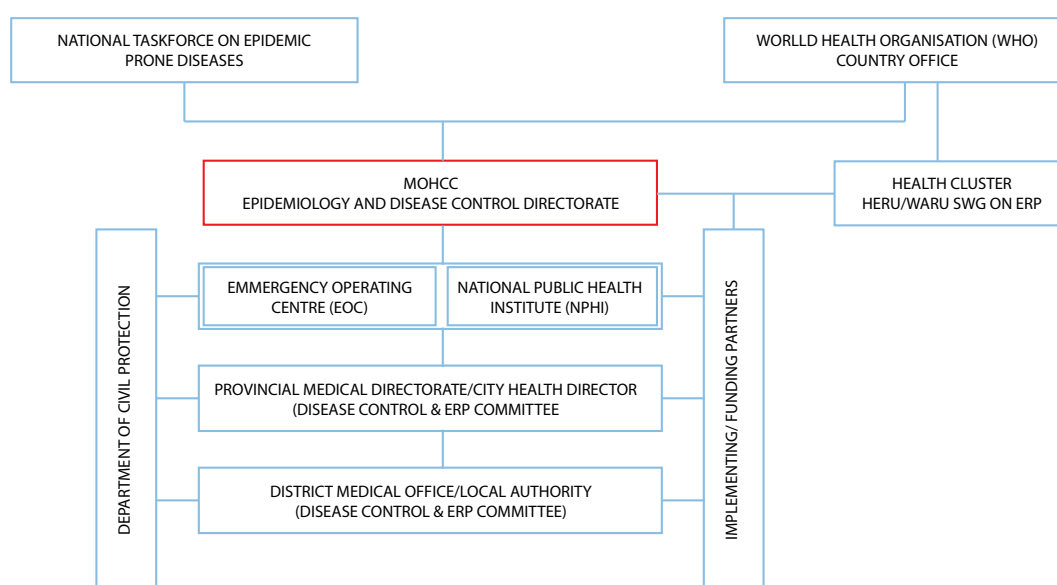 NATIONAL TASKFORCE ON EPIDEMIC
PRONE DISEASES
WORLLD HEALTH ORGANISATION (WHO)
COUNTRY OFFICE
MOHCC
EPIDEMIOLOGY AND DISEASE CONTROL DIRECTORATE
HEALTH CLUSTER
HERU/WARU SWG ON ERP
DEPARTMENT OF CIVIL PROTECTION
EMMERGENCY OPERATING
CENTRE (EOC)
NATIONAL PUBLIC HEALTH
INSTITUTE (NPHI)
PROVINCIAL MEDICAL DIRECTORATE/CITY HEALTH DIRECTOR
(DISEASE CONTROL & ERP COMMITTEE
DISTRICT MEDICAL OFFICE/LOCAL AUTHORITY
(DISEASE CONTROL & ERP COMMITTEE)
IMPLEMENTING/ FUNDING PARTNERS